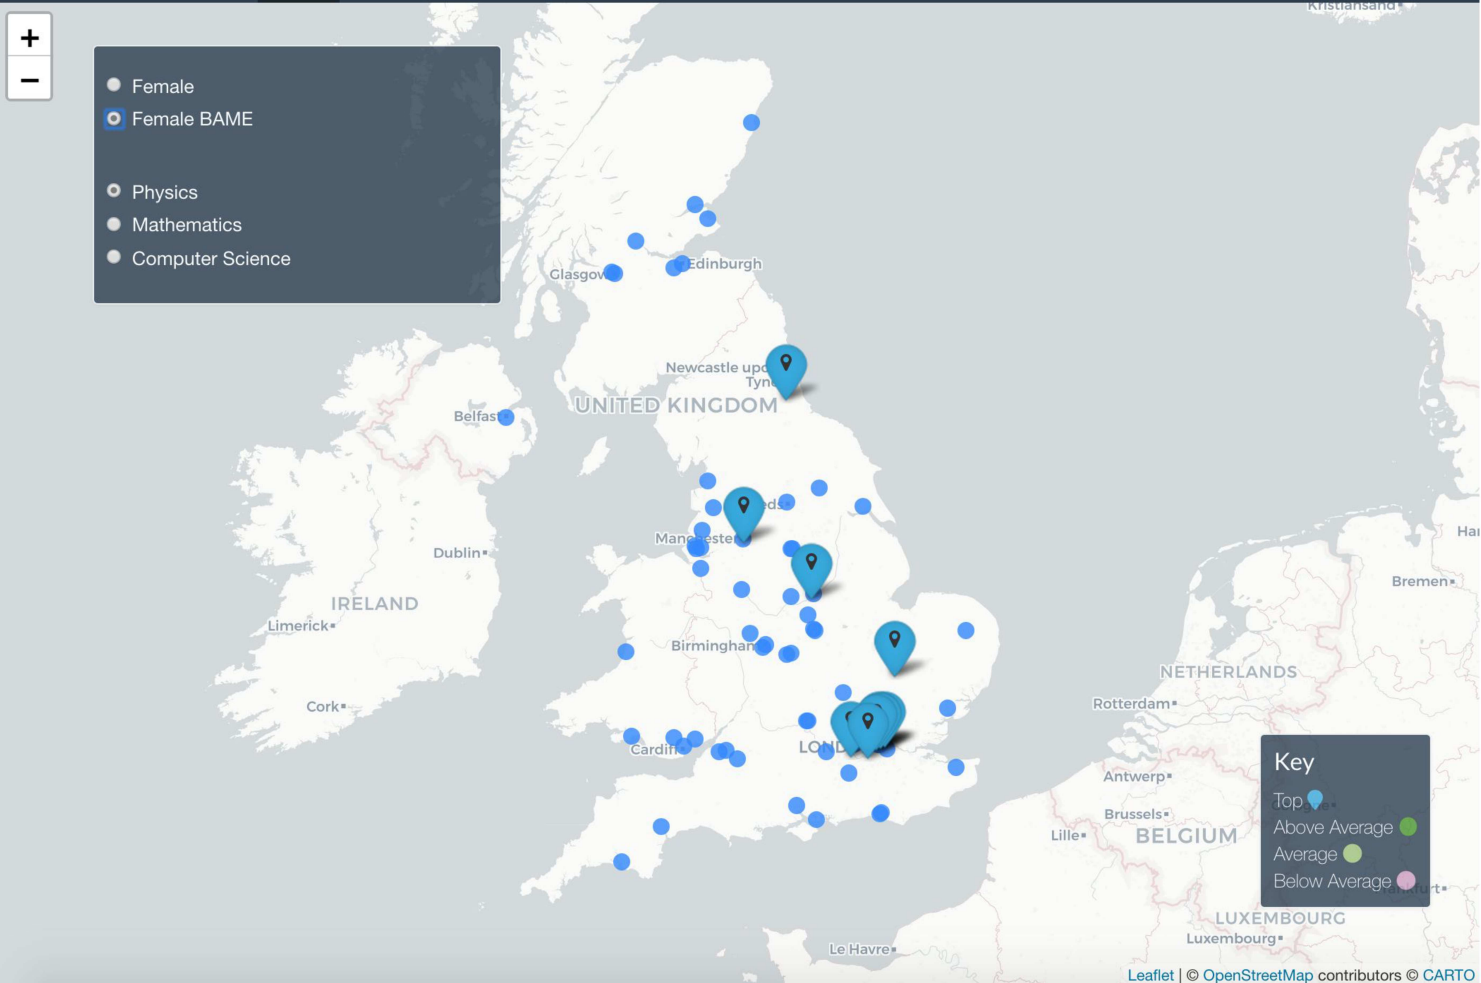 Kristiansand
+
−
Female
Female BAME
Physics
Mathematics
Computer Science
Edinburgh
Glasgow
Newcastle upo
Tyne
UNITED KINGDOM
Belfast
Manchester
Dublin
IRELAND
Limerick
Birmingham
Cork
Cardiff
Bremen
NETHERLANDS
Rotterdam
Antwerp
Brussels
Lille
BELGIUM
LUXEMBOURG
Luxembourg
Le Havre
Key
Top
Above Average
Average
Below Average
Leaflet | © OpenStreetMap contributors © CARTO